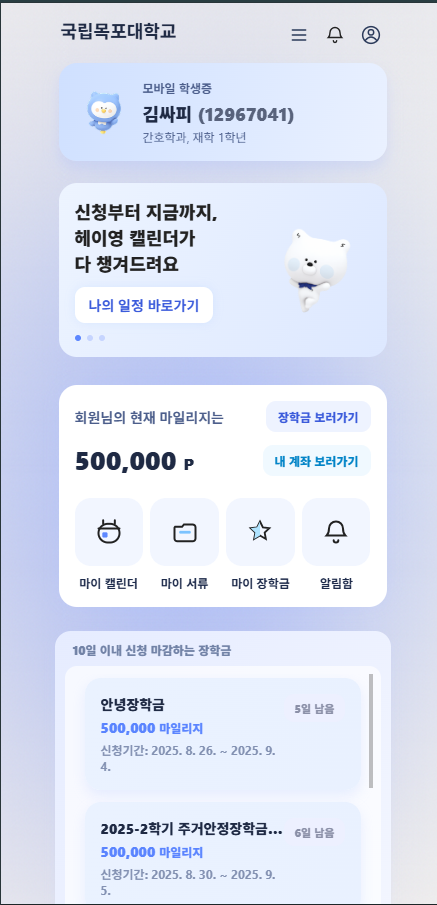 국립목포대학교
모바일 학생증
김싸피 (12967041)
간호학과, 재학 1학년
신청부터 지금까지,
헤이영 캘린더가
다 챙겨드려요
나의 일정 바로가기
회원님의 현재 마일리지는
장학금 보러가기
500,000 P
내 계좌 보러가기
마이 캘린더
마이 서류
마이 장학금
알림함
10일 이내 신청 마감하는 장학금
안녕장학금
5일 남음
500,000 마일리지
신청기간: 2025. 8. 26. ~ 2025. 9.
4.
2025-2학기 주거안정장학금...
6일 남음
500,000 마일리지
신청기간: 2025. 8. 30. ~ 2025. 9.
5.